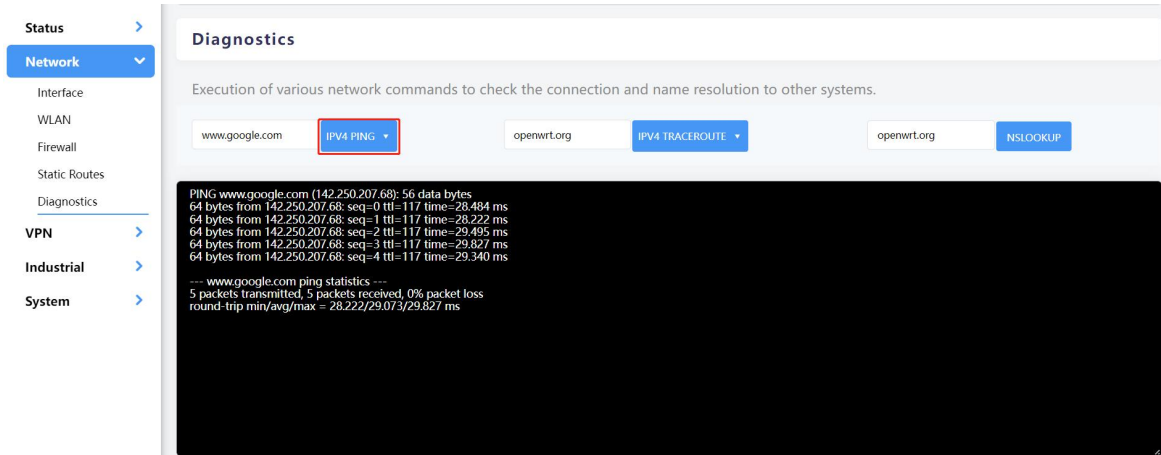 Status
Network
Interface
WLAN
Firewall
Static Routes
Diagnostics
VPN
Industrial
System
Diagnostics
Execution of various network commands to check the connection and name resolution to other systems.
www.google.com IPV4 PING openwrt.org IPV4 TRACEROUTE openwrt.org NSLOOKUP
PING www.google.com (142.250.207.68): 56 data bytes
64 bytes from 142.250.207.68: seq=0 ttl=117 time=28.484 ms
64 bytes from 142.250.207.68: seq=1 ttl=117 time=28.222 ms
64 bytes from 142.250.207.68: seq=2 ttl=117 time=29.495 ms
64 bytes from 142.250.207.68: seq=3 ttl=117 time=29.827 ms
64 bytes from 142.250.207.68: seq=4 ttl=117 time=29.340 ms
--- www.google.com ping statistics ---
5 packets transmitted, 5 packets received, 0% packet loss
round-trip min/avg/max = 28.222/29.073/29.827 ms